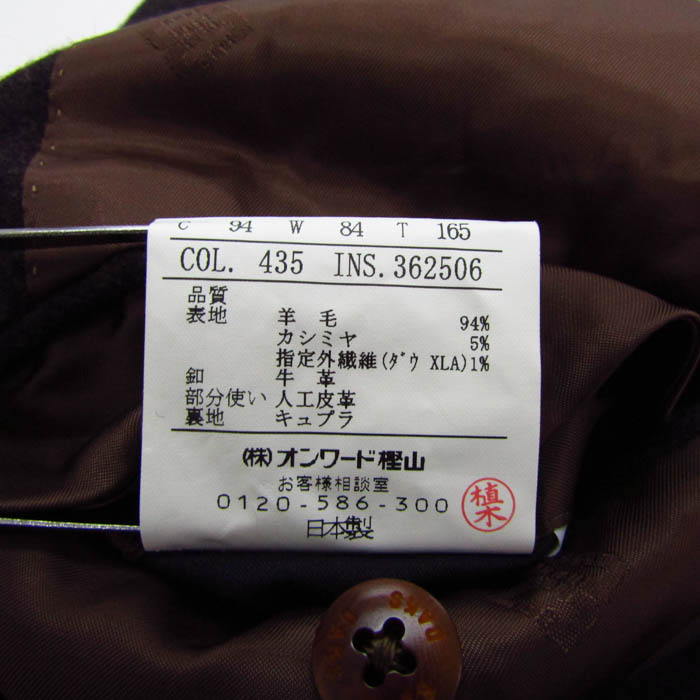 C 94 W 84 T 165
COL. 435 INS. 362506
品質
表地 羊毛 94%
カシミヤ 5%
指定外繊維(ダウ XLA)1%
釦 牛革
部分使い 人工皮革
裏地 キュプラ
(株)オンワード樫山
お客様相談室
0120-586-300
植木
日本製
DAKS